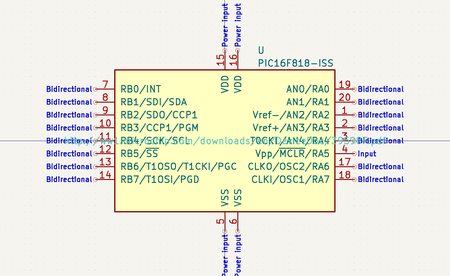 Power input
Power input
15
16
U
PIC16F818-ISS
VDD
VDD
Bidirectional 7 RB0/INT AN0/RA0 19 Bidirectional
Bidirectional 8 RB1/SDI/SDA AN1/RA1 20 Bidirectional
Bidirectional 9 RB2/SDO/CCP1 Vref-/AN2/RA2 1 Bidirectional
Bidirectional 10 RB3/CCP1/PGM Vref+/AN3/RA3 2 Bidirectional
Bidirectional 11 RB4/SCK/SCL T0CKI/AN4/RA4 3 Bidirectional
Bidirectional 12 RB5/SS Vpp/MCLR/RA5 4 Input
Bidirectional 13 RB6/T1OSO/T1CKI/PGC CLKO/OSC2/RA6 17 Bidirectional
Bidirectional 14 RB7/T1OSI/PGD CLKI/OSC1/RA7 18 Bidirectional
VSS
VSS
5
6
Power input
Power input